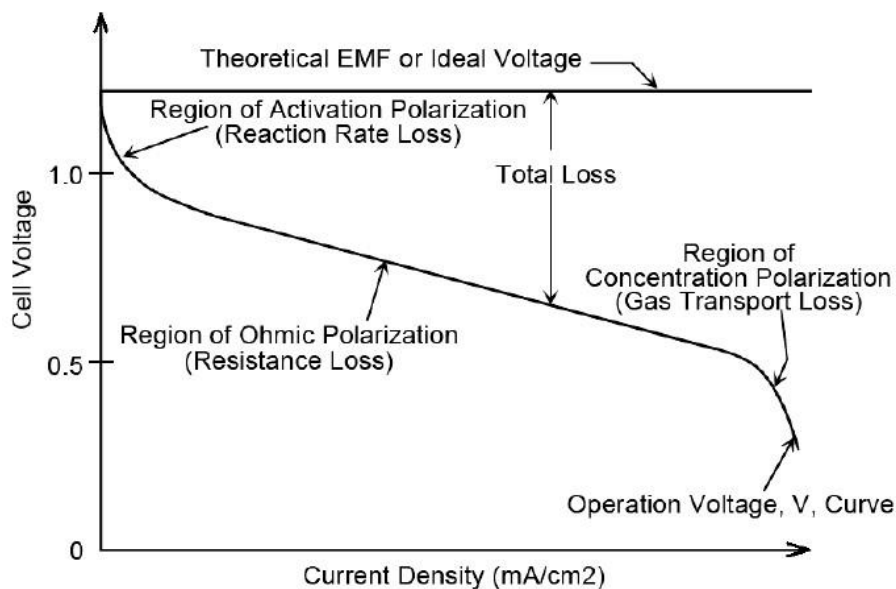 Theoretical EMF or Ideal Voltage
Region of Activation Polarization
(Reaction Rate Loss)
1.0
Total Loss
Cell Voltage
Region of
Concentration Polarization
(Gas Transport Loss)
Region of Ohmic Polarization
(Resistance Loss)
0.5
Operation Voltage, V, Curve
0
Current Density (mA/cm2)